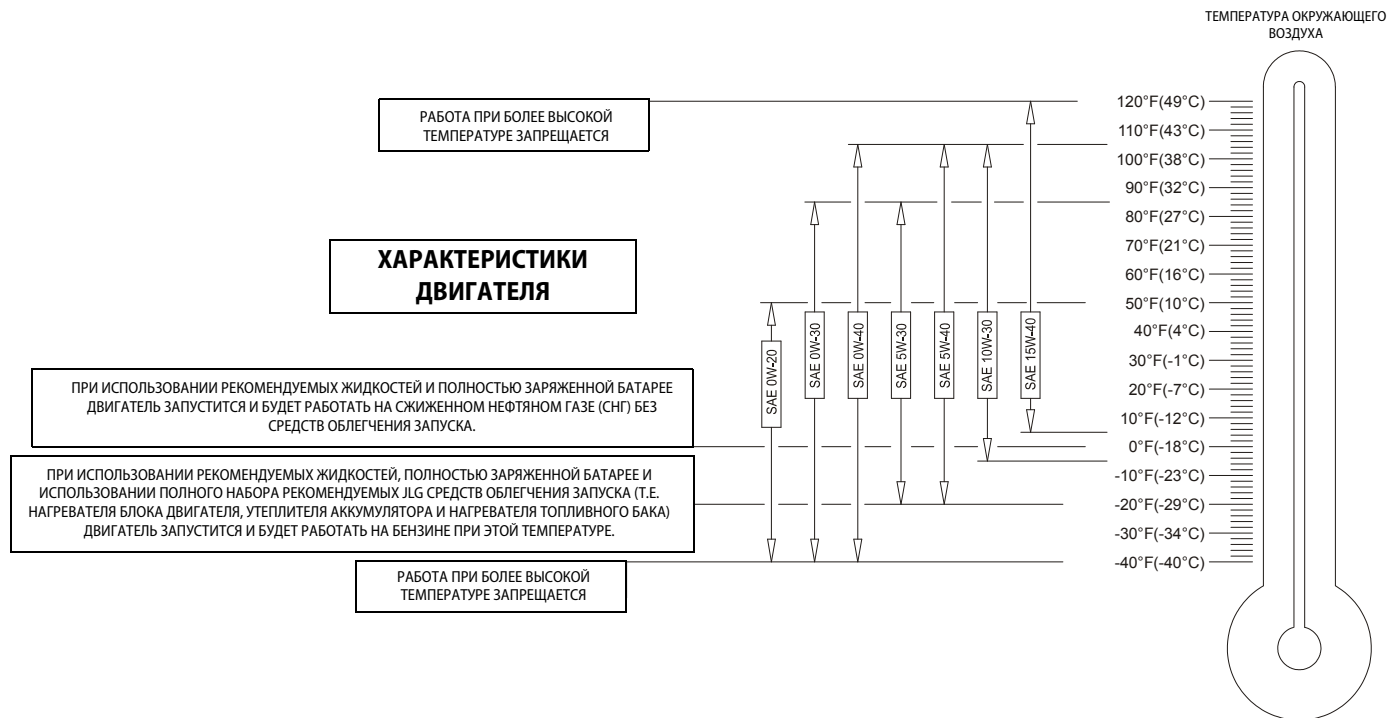 ТЕМПЕРАТУРА ОКРУЖАЮЩЕГО
ВОЗДУХА
РАБОТА ПРИ БОЛЕЕ ВЫСОКОЙ
ТЕМПЕРАТУРЕ ЗАПРЕЩАЕТСЯ
ХАРАКТЕРИСТИКИ
ДВИГАТЕЛЯ
ПРИ ИСПОЛЬЗОВАНИИ РЕКОМЕНДУЕМЫХ ЖИДКОСТЕЙ И ПОЛНОСТЬЮ ЗАРЯЖЕННОЙ БАТАРЕЕ
ДВИГАТЕЛЬ ЗАПУСТИТСЯ И БУДЕТ РАБОТАТЬ НА СЖИЖЕННОМ НЕФТЯНОМ ГАЗЕ (СНГ) БЕЗ
СРЕДСТВ ОБЛЕГЧЕНИЯ ЗАПУСКА.
ПРИ ИСПОЛЬЗОВАНИИ РЕКОМЕНДУЕМЫХ ЖИДКОСТЕЙ, ПОЛНОСТЬЮ ЗАРЯЖЕННОЙ БАТАРЕЕ И
ИСПОЛЬЗОВАНИИ ПОЛНОГО НАБОРА РЕКОМЕНДУЕМЫХ JLG СРЕДСТВ ОБЛЕГЧЕНИЯ ЗАПУСКА (Т.Е.
НАГРЕВАТЕЛЯ БЛОКА ДВИГАТЕЛЯ, УТЕПЛИТЕЛЯ АККУМУЛЯТОРА И НАГРЕВАТЕЛЯ ТОПЛИВНОГО БАКА)
ДВИГАТЕЛЬ ЗАПУСТИТСЯ И БУДЕТ РАБОТАТЬ НА БЕНЗИНЕ ПРИ ЭТОЙ ТЕМПЕРАТУРЕ.
РАБОТА ПРИ БОЛЕЕ ВЫСОКОЙ
ТЕМПЕРАТУРЕ ЗАПРЕЩАЕТСЯ
SAE 0W-20
SAE 0W-30
SAE 0W-40
SAE 5W-30
SAE 5W-40
SAE 10W-30
SAE 15W-40
120°F(49°C)
110°F(43°C)
100°F(38°C)
90°F(32°C)
80°F(27°C)
70°F(21°C)
60°F(16°C)
50°F(10°C)
40°F(4°C)
30°F(-1°C)
20°F(-7°C)
10°F(-12°C)
0°F(-18°C)
-10°F(-23°C)
-20°F(-29°C)
-30°F(-34°C)
-40°F(-40°C)